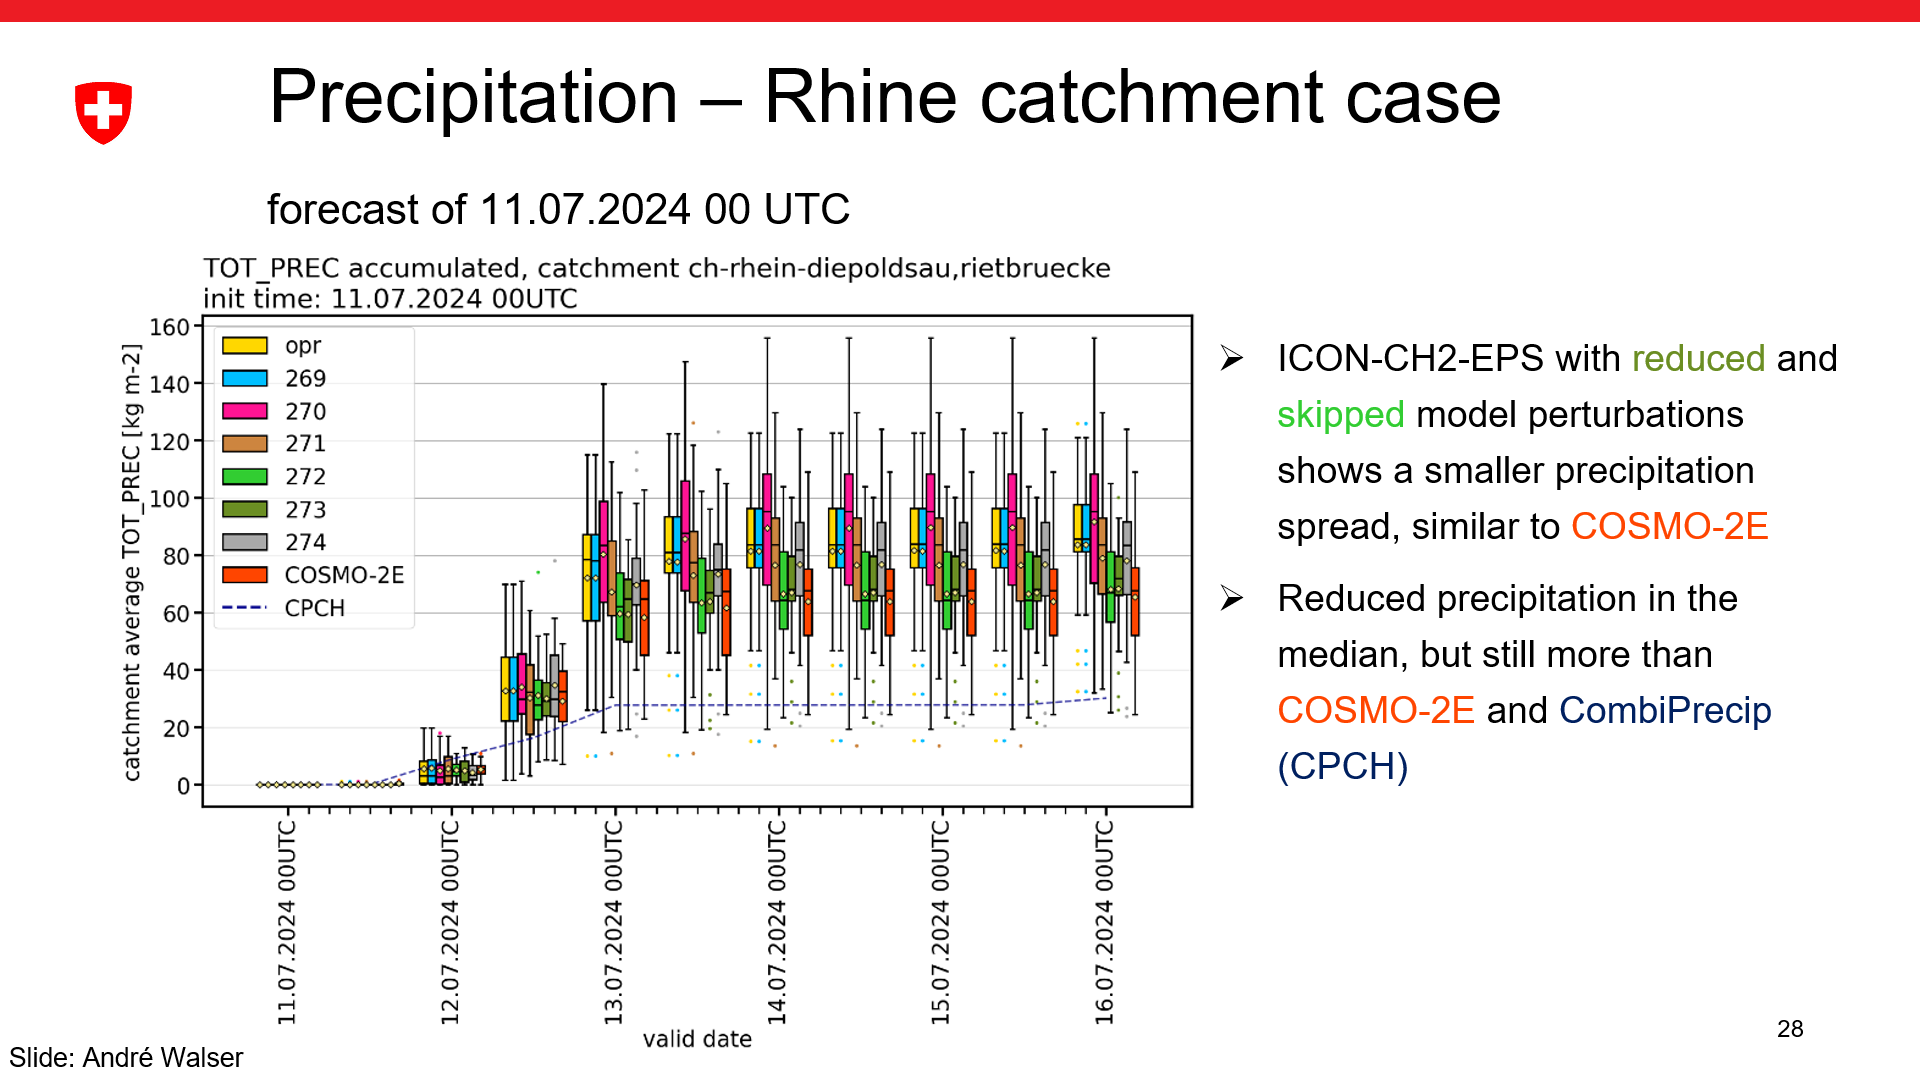 Precipitation – Rhine catchment case
forecast of 11.07.2024 00 UTC
TOT_PREC accumulated, catchment ch-rhein-diepoldsau,rietbruecke
init time: 11.07.2024 00UTC
catchment average TOT_PREC [kg m-2]
160
140
120
100
80
60
40
20
0
opr
269
270
271
272
273
274
COSMO-2E
CPCH
11.07.2024 00UTC
12.07.2024 00UTC
13.07.2024 00UTC
14.07.2024 00UTC
15.07.2024 00UTC
16.07.2024 00UTC
valid date
ICON-CH2-EPS with reduced and
skipped model perturbations
shows a smaller precipitation
spread, similar to COSMO-2E
Reduced precipitation in the
median, but still more than
COSMO-2E and CombiPrecip
(CPCH)
28
Slide: André Walser